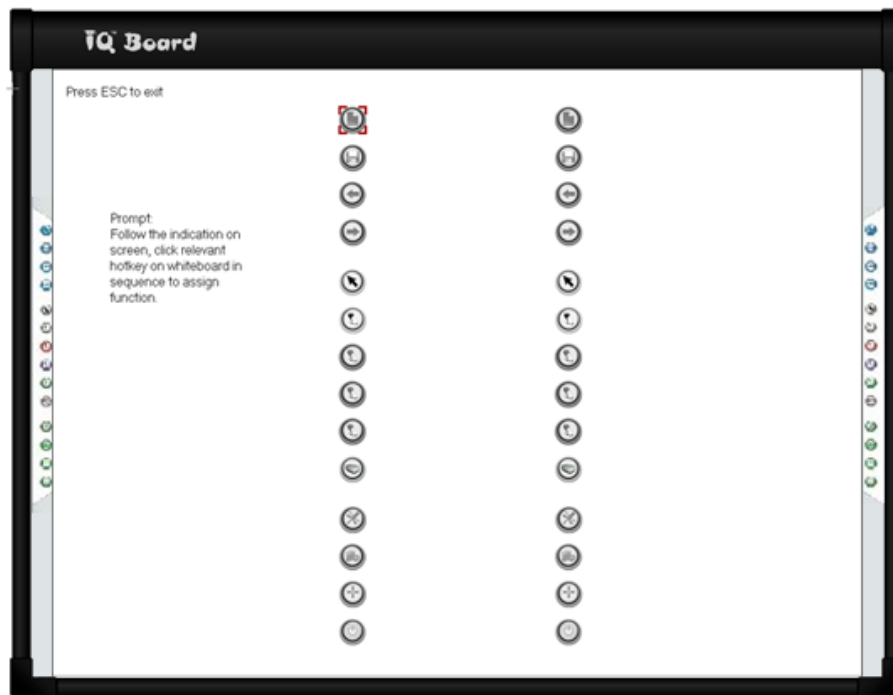 iQ Board
Press ESC to exit
Prompt:
Follow the indication on
screen, click relevant
hotkey on whiteboard in
sequence to assign
function.